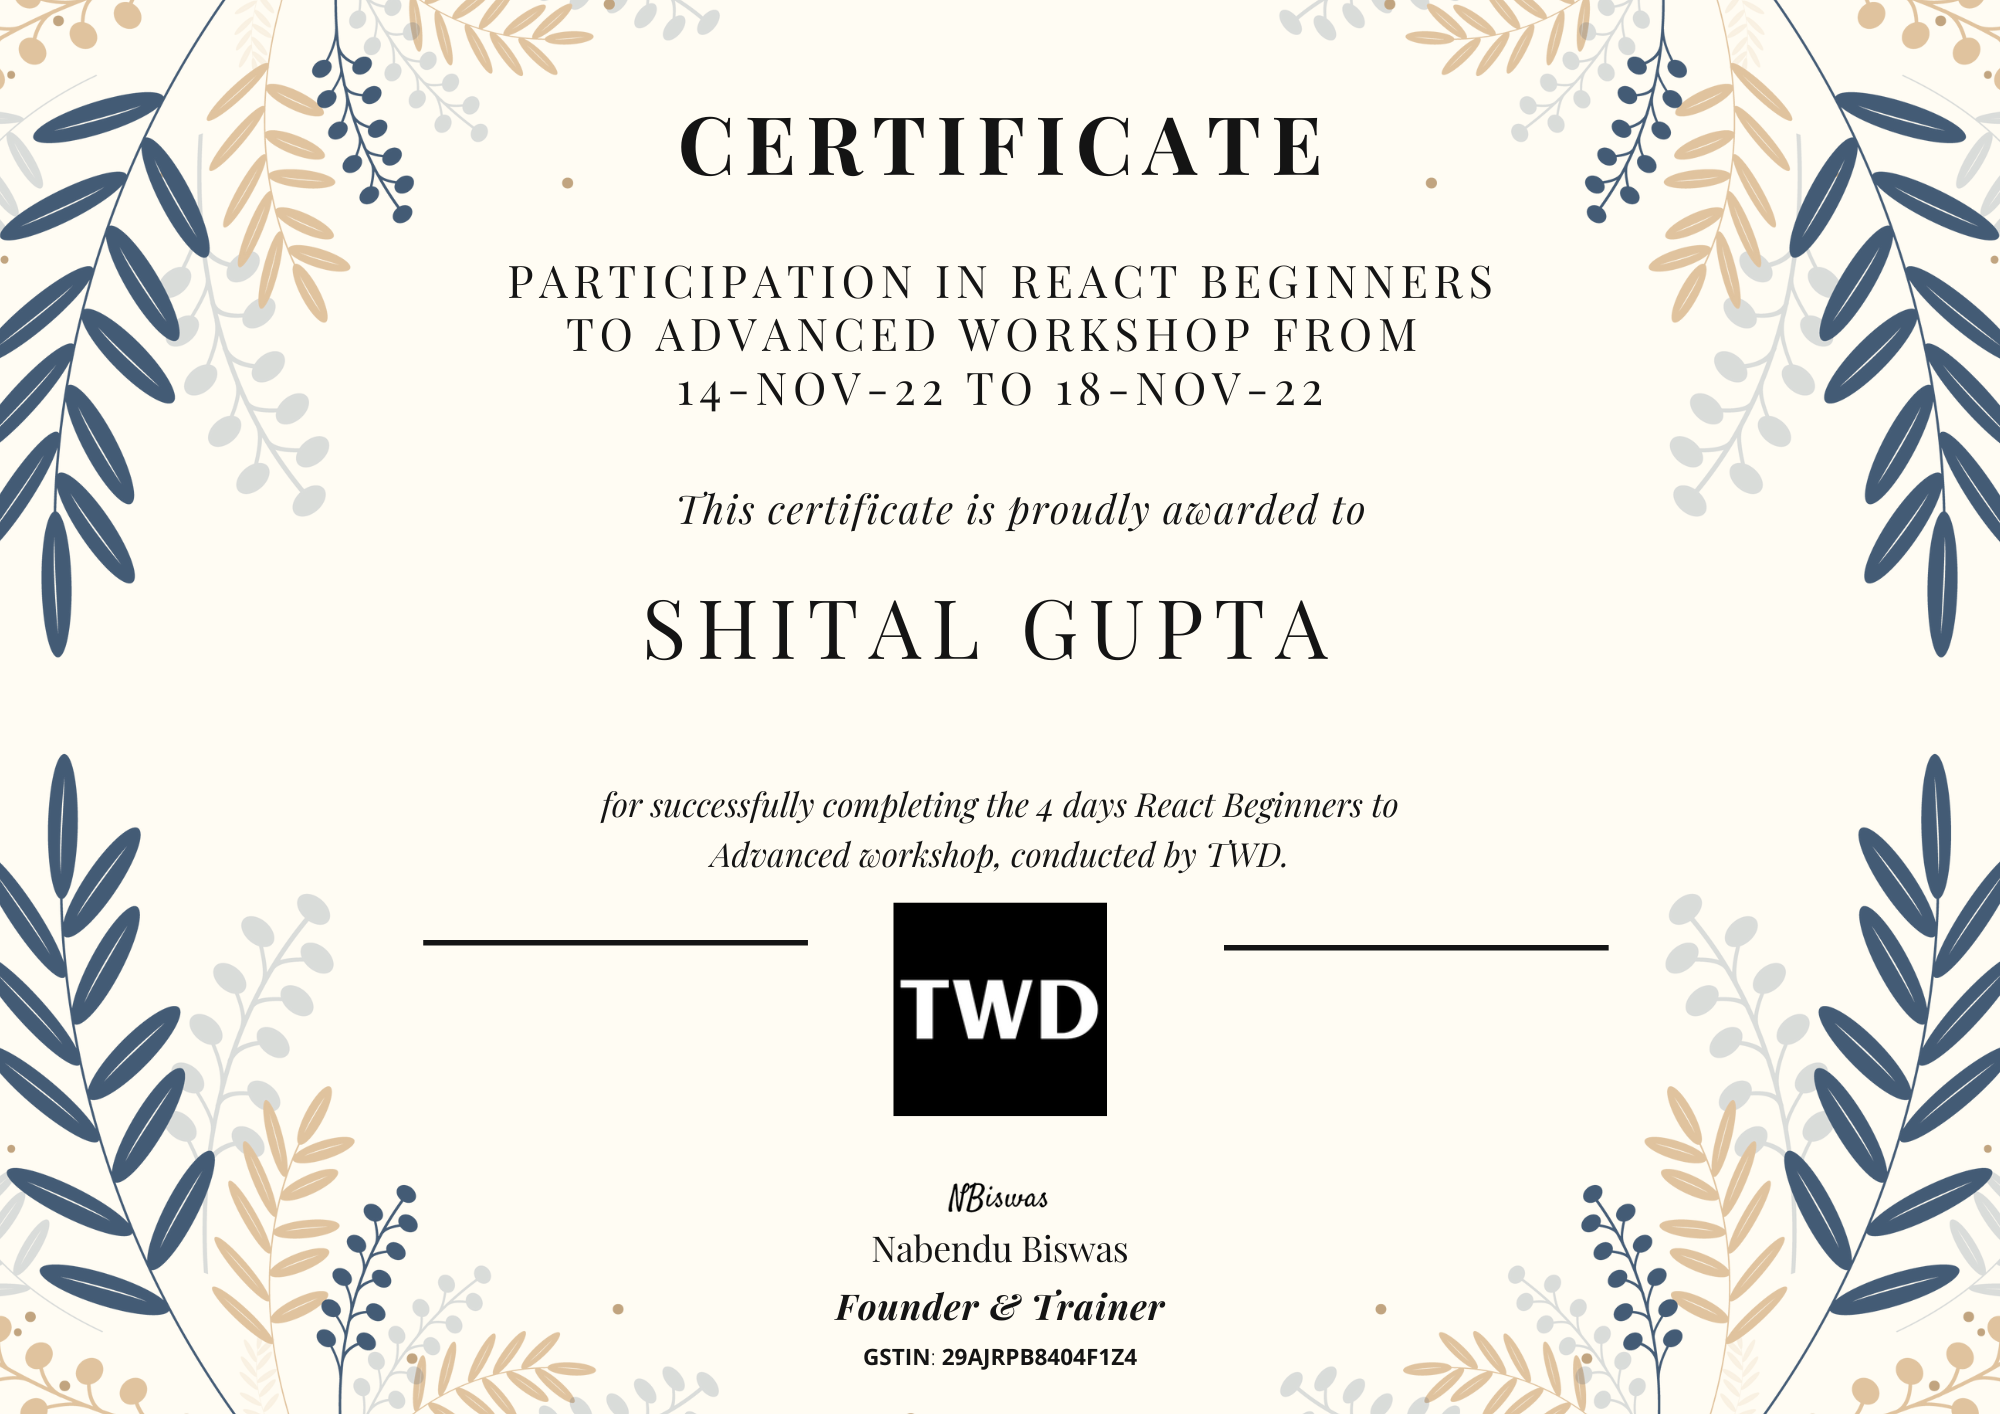 CERTIFICATE
PARTICIPATION IN REACT BEGINNERS
TO ADVANCED WORKSHOP FROM
14-NOV-22 TO 18-NOV-22
This certificate is proudly awarded to
SHITAL GUPTA
for successfully completing the 4 days React Beginners to
Advanced workshop, conducted by TWD.
TWD
NBiswas
Nabendu Biswas
Founder & Trainer
GSTIN: 29AJRPB8404F1Z4